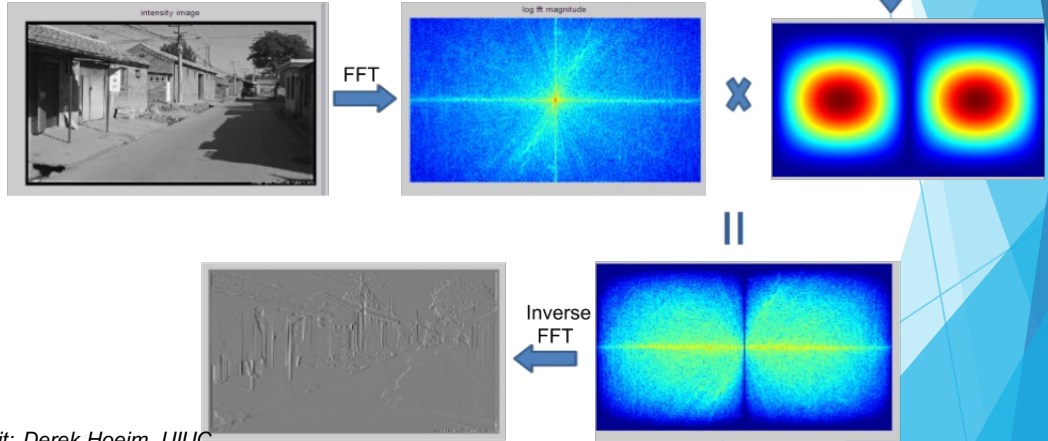 intensity image
log fft magnitude
FFT
Inverse
FFT
it: Derek Hoeim, UIUC